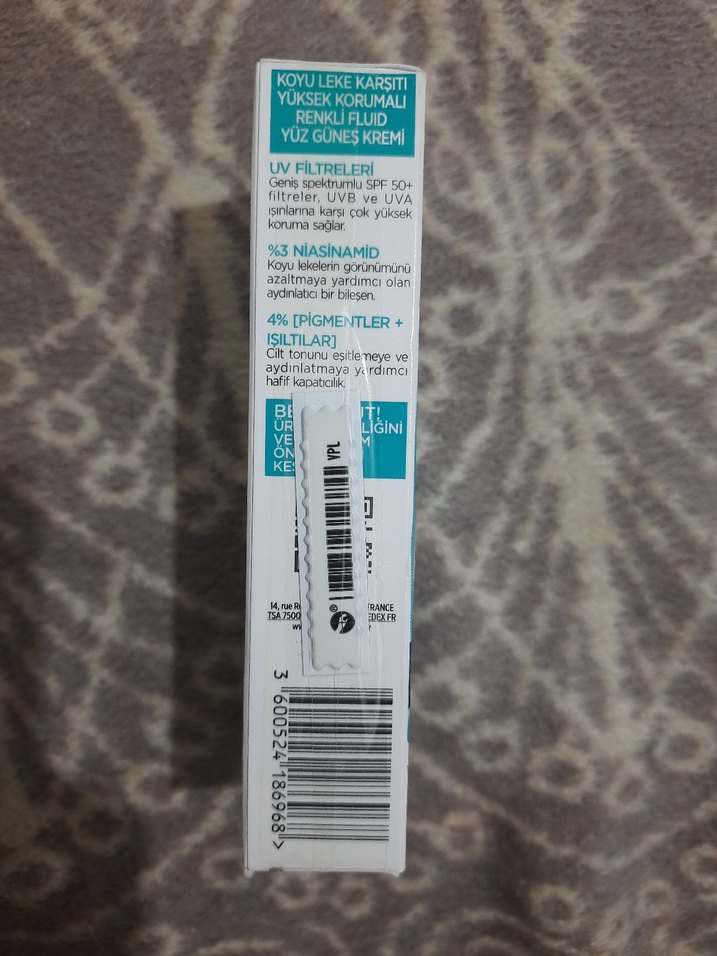 KOYU LEKE KARŞITI
YÜKSEK KORUMALI
RENKLİ FLUID
YÜZ GÜNEŞ KREMİ
UV FİLTRELERİ
Geniş spektrumlu SPF 50+
filtreler, UVB ve UVA
ışınlarına karşı çok yüksek
koruma sağlar.
%3 NİASİNAMİD
Koyu lekelerin görünümünü
azaltmaya yardımcı olan
aydınlatıcı bir bileşen.
4% [PİGMENTLER +
IŞILTILAR]
Cilt tonunu eşitlemeye ve
aydınlatmaya yardımcı
hafif kapatıcılık.
VPL
14, rue
FRANCE
TSA
CEDEX FR
3 600524 186968 >